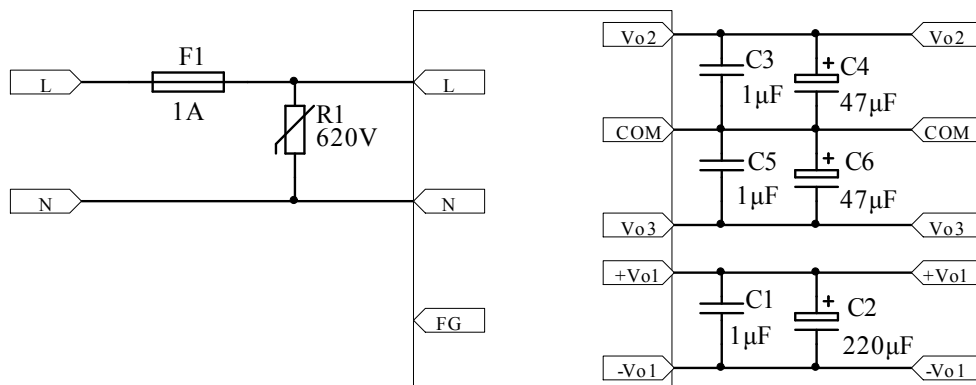 Vo2
Vo2
F1
C3
C4
L
L
1A
1µF
47µF
R1
620V
COM
COM
C5
C6
N
N
1µF
47µF
Vo3
Vo3
+Vo1
+Vo1
C1
C2
FG
1µF
220µF
-Vo1
-Vo1